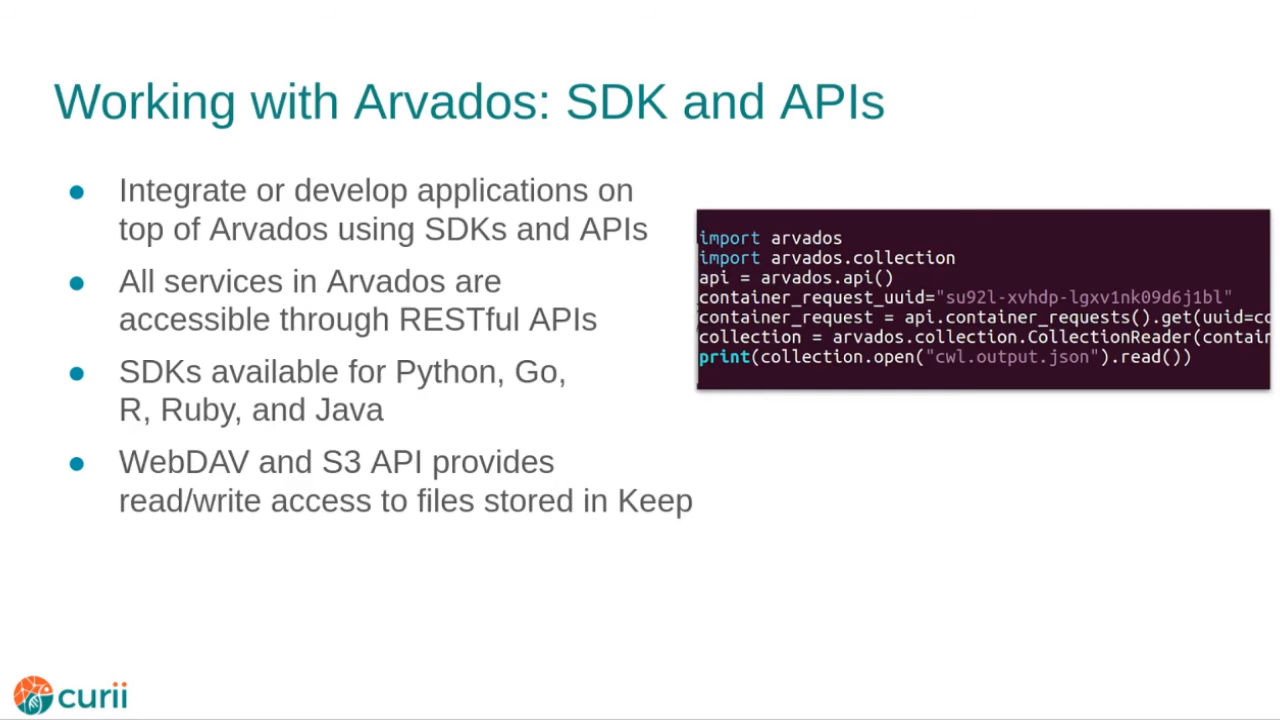 Working with Arvados: SDK and APIs
● Integrate or develop applications on
top of Arvados using SDKs and APIs
● All services in Arvados are
accessible through RESTful APIs
● SDKs available for Python, Go,
R, Ruby, and Java
● WebDAV and S3 API provides
read/write access to files stored in Keep
import arvados
import arvados.collection
api = arvados.api()
container_request_uuid="su92l-xvhdp-lgxv1nk09d6j1bl"
container_request = api.container_requests().get(uuid=co
collection = arvados.collection.CollectionReader(contain
print(collection.open("cwl.output.json").read())
curii